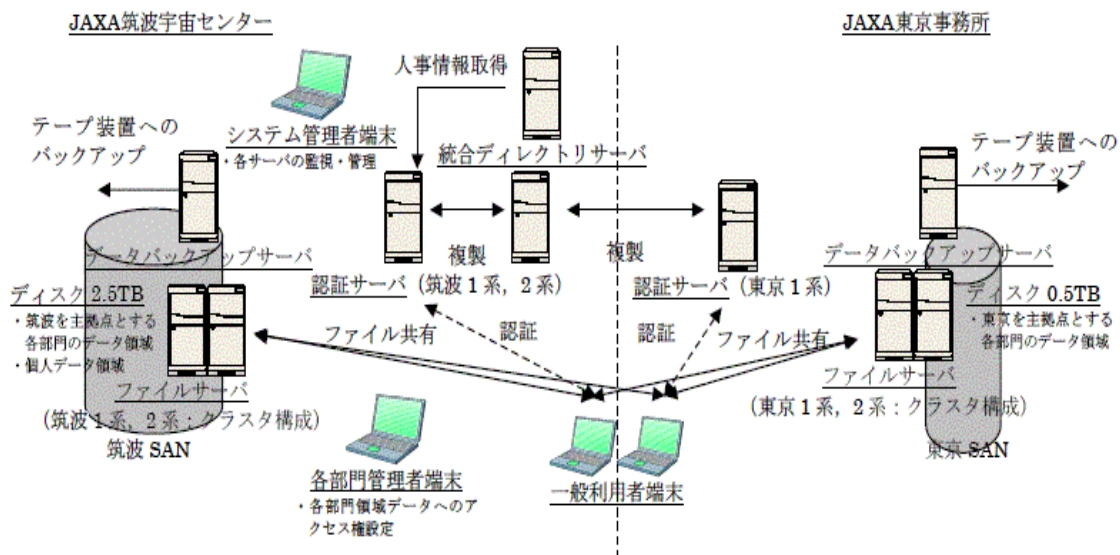 JAXA筑波宇宙センター
JAXA東京事務所
人事情報取得
テープ装置への
バックアップ
システム管理者端末
・各サーバの監視・管理
統合ディレクトリサーバ
テープ装置への
バックアップ
複製
複製
データバックアップサーバ
データバックアップサーバ
認証サーバ（筑波1系，2系）
認証サーバ（東京1系）
ディスク 2.5TB
・筑波を主拠点とする
各部門のデータ領域
・個人データ領域
ディスク 0.5TB
・東京を主拠点とする
各部門のデータ領域
ファイル共有
認証
認証
ファイル共有
ファイルサーバ
（筑波1系，2系：クラスタ構成）
筑波 SAN
ファイルサーバ
（東京1系，2系：クラスタ構成）
東京 SAN
各部門管理者端末
・各部門領域データへのア
クセス権設定
一般利用者端末